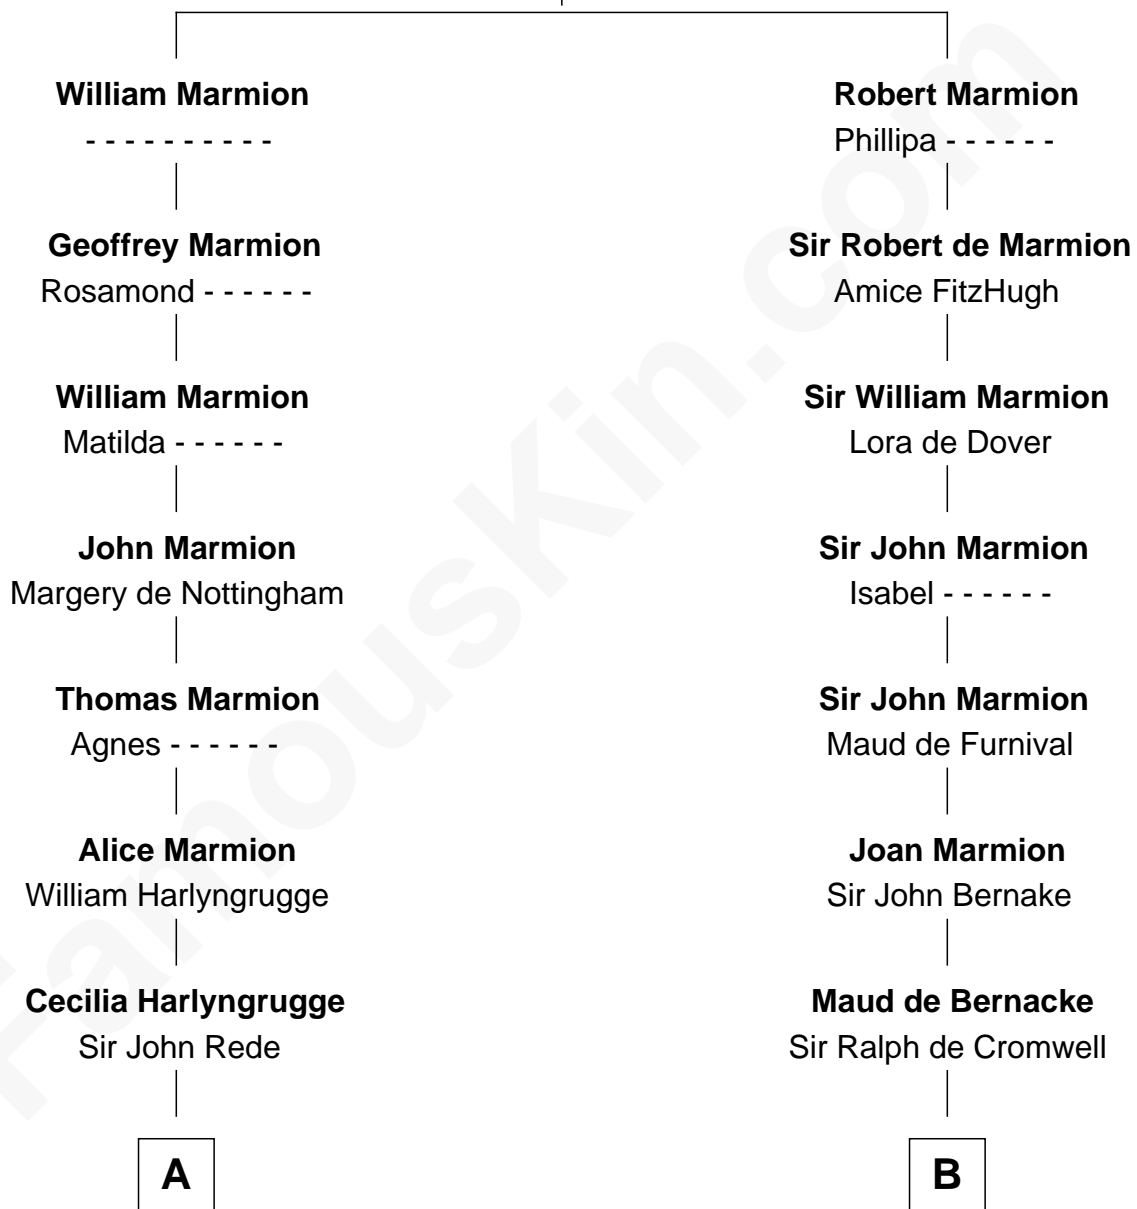 William Marmion
- - - - - - - - - -
Geoffrey Marmion
Rosamond - - - - - -
William Marmion
Matilda - - - - - -
John Marmion
Margery de Nottingham
Thomas Marmion
Agnes - - - - - -
Alice Marmion
William Harlyngrugge
Cecilia Harlyngrugge
Sir John Rede
A
Robert Marmion
Phillipa - - - - - -
Sir Robert de Marmion
Amice FitzHugh
Sir William Marmion
Lora de Dover
Sir John Marmion
Isabel - - - - - -
Sir John Marmion
Maud de Furnival
Joan Marmion
Sir John Bernake
Maud de Bernacke
Sir Ralph de Cromwell
B
FamousKin.com